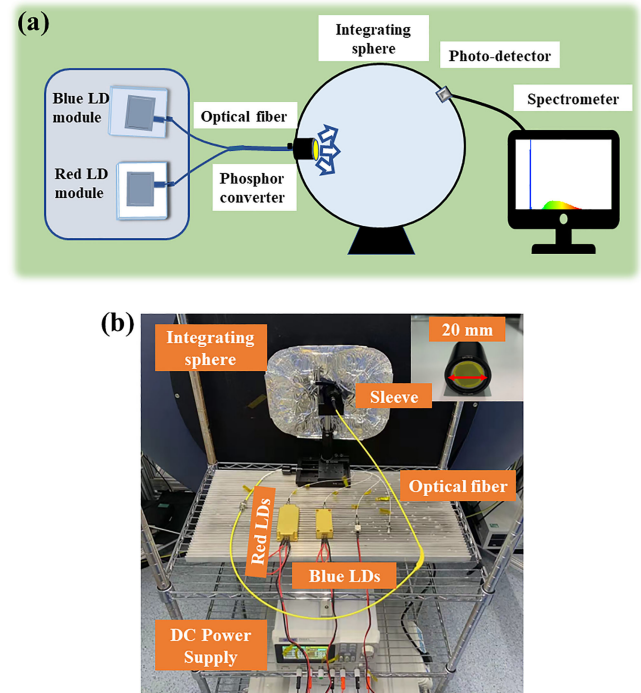 (a)
Integrating
sphere
Photo-detector
Blue LD
module
Optical fiber
Spectrometer
Red LD
module
Phosphor
converter
(b)
Integrating
sphere
20 mm
Sleeve
Optical fiber
Red LDs
Blue LDs
DC Power
Supply